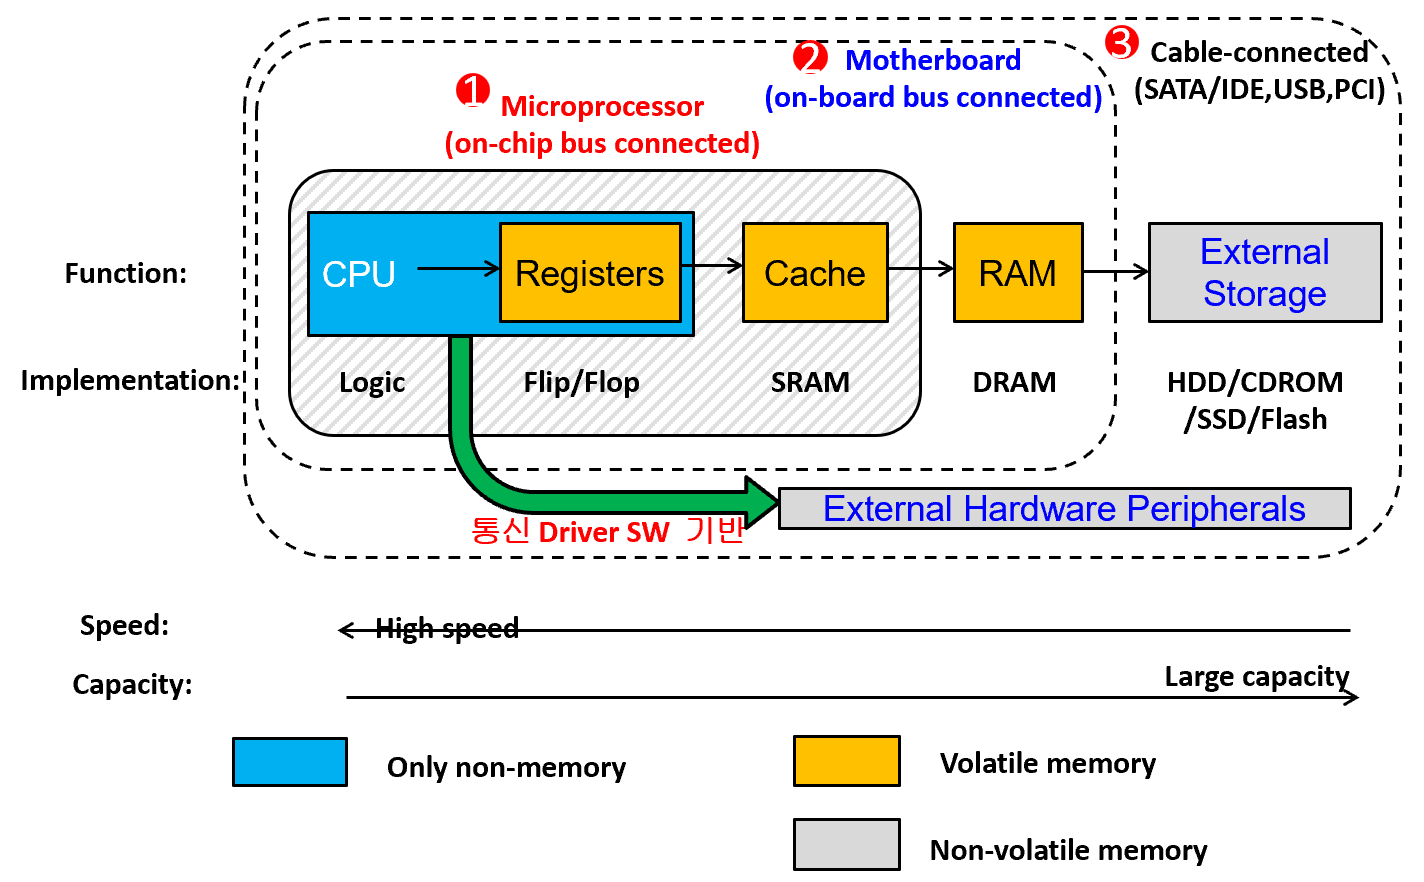 ❸ Cable-connected
(SATA/IDE,USB,PCI)
❷ Motherboard
(on-board bus connected)
❶ Microprocessor
(on-chip bus connected)
Function:
CPU
Registers
Cache
RAM
External
Storage
Implementation:
Logic
Flip/Flop
SRAM
DRAM
HDD/CDROM
/SSD/Flash
External Hardware Peripherals
통신 Driver SW 기반
Speed:
High speed
Capacity:
Large capacity
Only non-memory
Volatile memory
Non-volatile memory